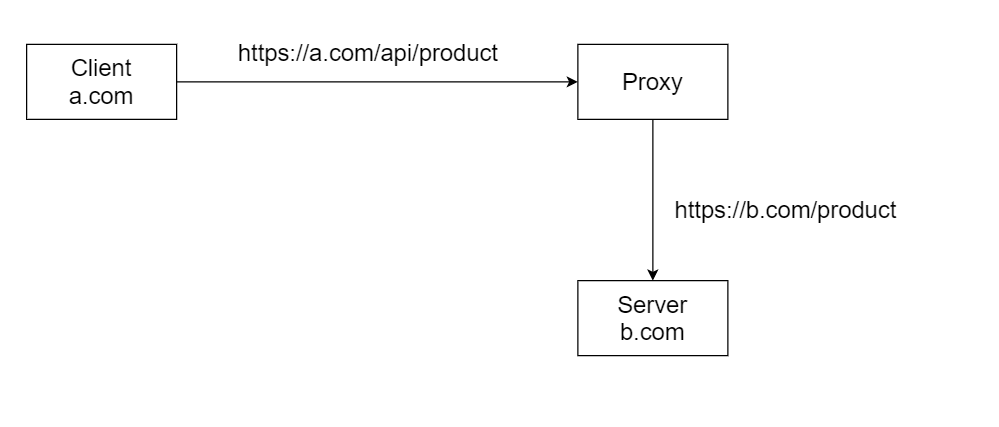 https://a.com/api/product
Client
a.com
Proxy
https://b.com/product
Server
b.com